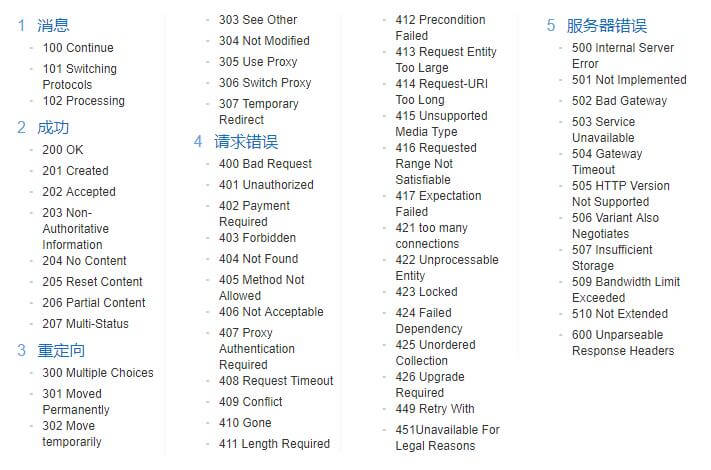 1 消息
- 100 Continue
- 101 Switching
Protocols
- 102 Processing
2 成功
- 200 OK
- 201 Created
- 202 Accepted
- 203 Non-
Authoritative
Information
- 204 No Content
- 205 Reset Content
- 206 Partial Content
- 207 Multi-Status
3 重定向
- 300 Multiple Choices
- 301 Moved
Permanently
- 302 Move
temporarily
- 303 See Other
- 304 Not Modified
- 305 Use Proxy
- 306 Switch Proxy
- 307 Temporary
Redirect
4 请求错误
- 400 Bad Request
- 401 Unauthorized
- 402 Payment
Required
- 403 Forbidden
- 404 Not Found
- 405 Method Not
Allowed
- 406 Not Acceptable
- 407 Proxy
Authentication
Required
- 408 Request Timeout
- 409 Conflict
- 410 Gone
- 411 Length Required
- 412 Precondition
Failed
- 413 Request Entity
Too Large
- 414 Request-URI
Too Long
- 415 Unsupported
Media Type
- 416 Requested
Range Not
Satisfiable
- 417 Expectation
Failed
- 421 too many
connections
- 422 Unprocessable
Entity
- 423 Locked
- 424 Failed
Dependency
- 425 Unordered
Collection
- 426 Upgrade
Required
- 449 Retry With
- 451Unavailable For
Legal Reasons
5 服务器错误
- 500 Internal Server
Error
- 501 Not Implemented
- 502 Bad Gateway
- 503 Service
Unavailable
- 504 Gateway
Timeout
- 505 HTTP Version
Not Supported
- 506 Variant Also
Negotiates
- 507 Insufficient
Storage
- 509 Bandwidth Limit
Exceeded
- 510 Not Extended
- 600 Unparseable
Response Headers